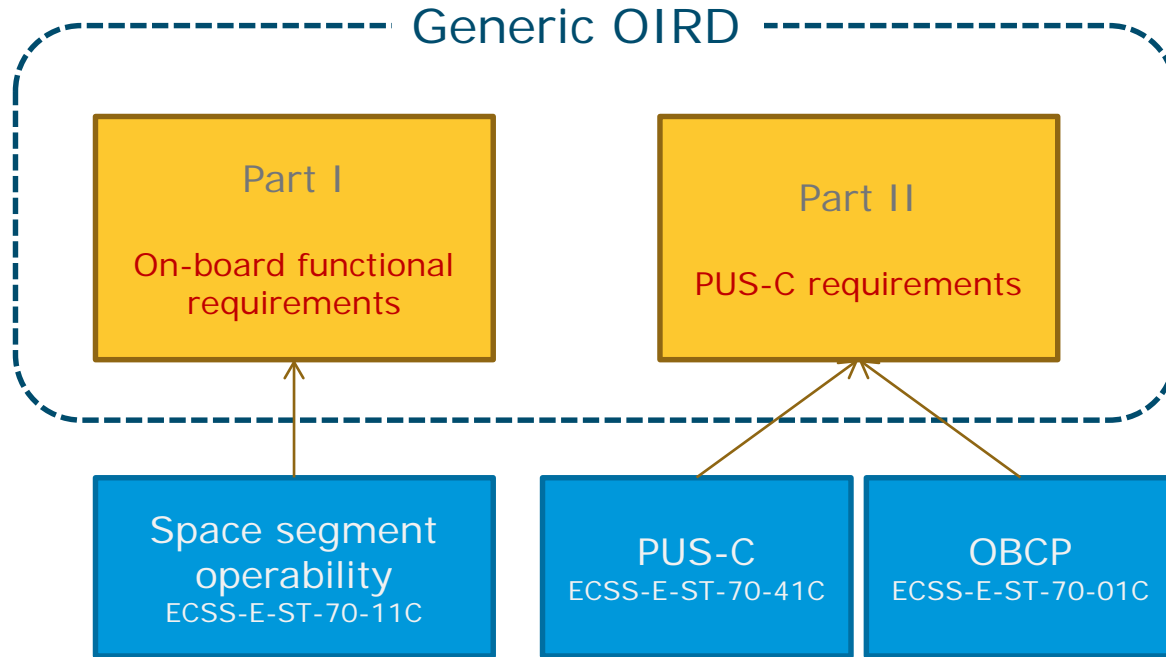 Generic OIRD
Part I
On-board functional
requirements
Part II
PUS-C requirements
Space segment
operability
ECSS-E-ST-70-11C
PUS-C
ECSS-E-ST-70-41C
OBCP
ECSS-E-ST-70-01C